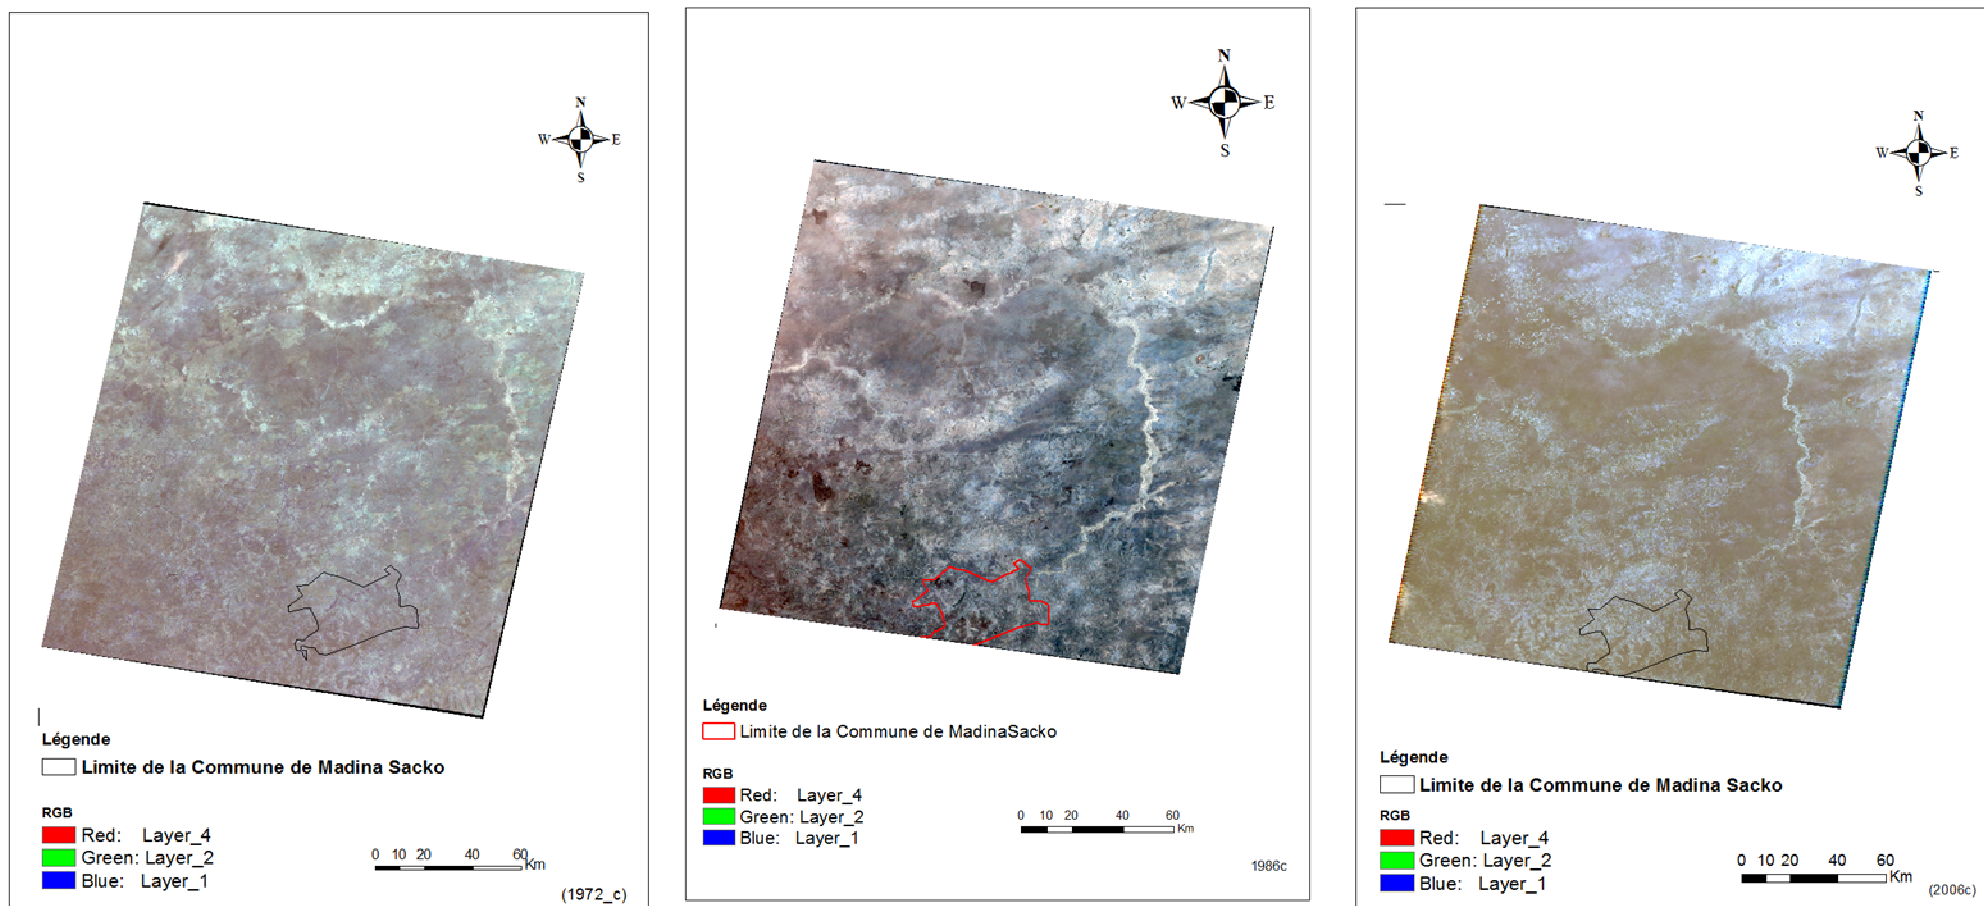 N
W E
S
Légende
Limite de la Commune de Madina Sacko
RGB
Red: Layer_4
Green: Layer_2
Blue: Layer_1
0 10 20 40 60
Km
(1972_c)
N
W E
S
Légende
Limite de la Commune de MadinaSacko
RGB
Red: Layer_4
Green: Layer_2
Blue: Layer_1
0 10 20 40 60
Km
1986c
N
W E
S
Légende
Limite de la Commune de Madina Sacko
RGB
Red: Layer_4
Green: Layer_2
Blue: Layer_1
0 10 20 40 60
Km
(2006c)